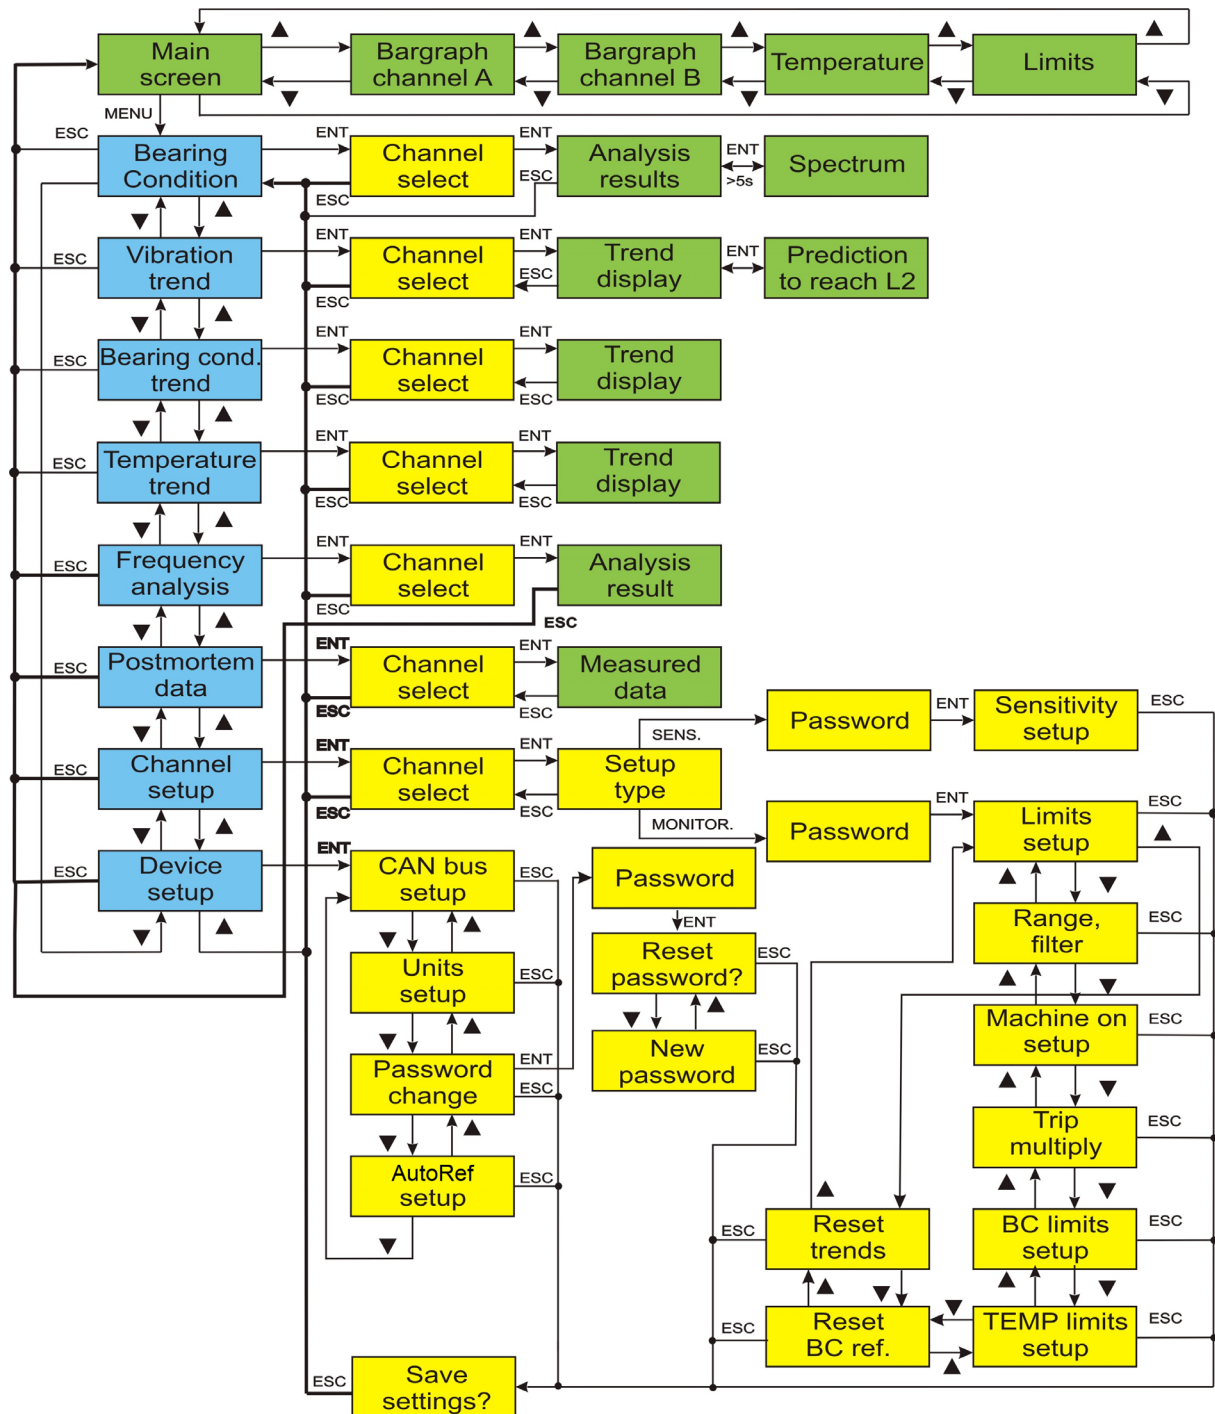 Main
screen
Bargraph
channel A
Bargraph
channel B
Temperature
Limits
MENU
ESC
Bearing
Condition
ENT
Channel
select
ESC
ENT
Analysis
results
ESC
ENT
>5s
Spectrum
ESC
Vibration
trend
ENT
Channel
select
ESC
ENT
Trend
display
ESC
ENT
Prediction
to reach L2
ESC
Bearing cond.
trend
ENT
Channel
select
ESC
ENT
Trend
display
ESC
ESC
Temperature
trend
ENT
Channel
select
ESC
ENT
Trend
display
ESC
ESC
Frequency
analysis
ENT
Channel
select
ESC
ENT
Analysis
result
ESC
ESC
Postmortem
data
ENT
Channel
select
ESC
ENT
Measured
data
ESC
ESC
Channel
setup
ENT
Channel
select
ESC
ENT
Setup
type
ESC
SENS.
Password
ENT
Sensitivity
setup
ESC
MONITOR.
Password
ENT
Limits
setup
ESC
ESC
Device
setup
ENT
CAN bus
setup
ESC
Password
ENT
Range,
filter
ESC
Units
setup
ESC
Reset
password?
ESC
Machine on
setup
ESC
Password
change
ENT
ESC
New
password
ESC
Trip
multiply
ESC
AutoRef
setup
ESC
ESC
Reset
trends
BC limits
setup
ESC
ESC
Reset
BC ref.
TEMP limits
setup
ESC
ESC
Save
settings?